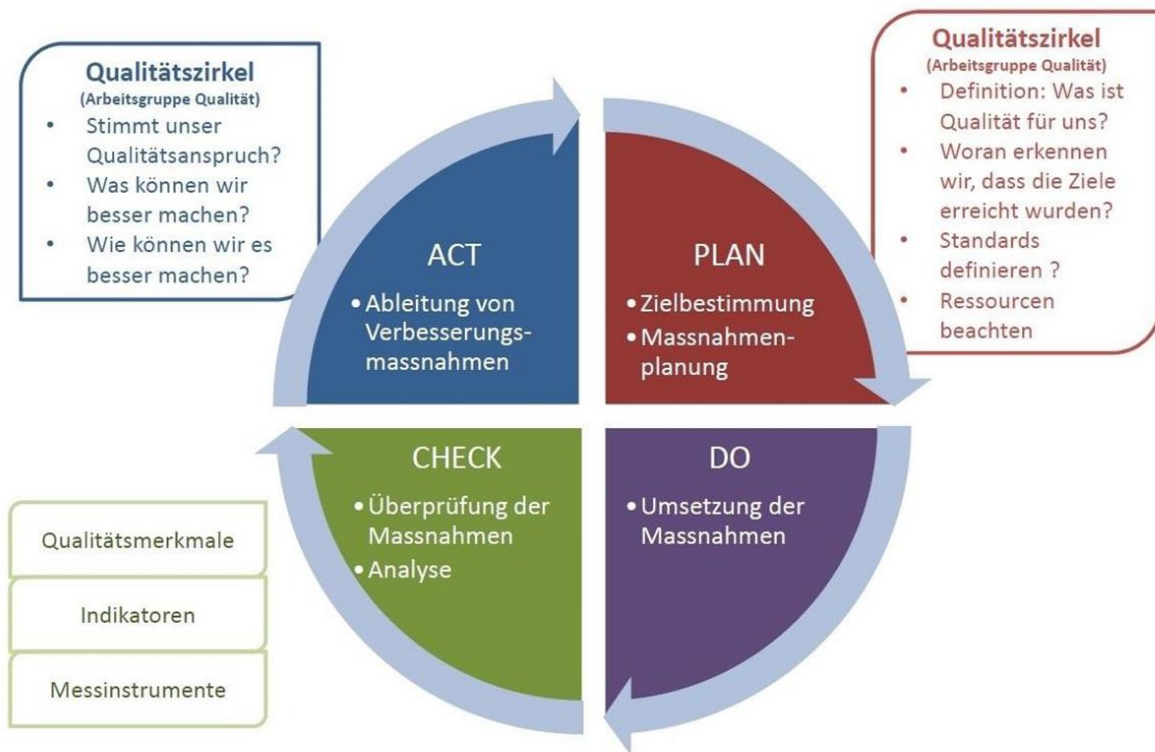 Qualitätszirkel
(Arbeitsgruppe Qualität)
• Stimmt unser
Qualitätsanspruch?
• Was können wir
besser machen?
• Wie können wir es
besser machen?
Qualitätszirkel
(Arbeitsgruppe Qualität)
• Definition: Was ist
Qualität für uns?
• Woran erkennen
wir, dass die Ziele
erreicht wurden?
• Standards
definieren ?
• Ressourcen
beachten
ACT
• Ableitung von
Verbesserungs-
massnahmen
PLAN
• Zielbestimmung
• Massnahmen-
planung
CHECK
• Überprüfung der
Massnahmen
• Analyse
DO
• Umsetzung der
Massnahmen
Qualitätsmerkmale
Indikatoren
Messinstrumente